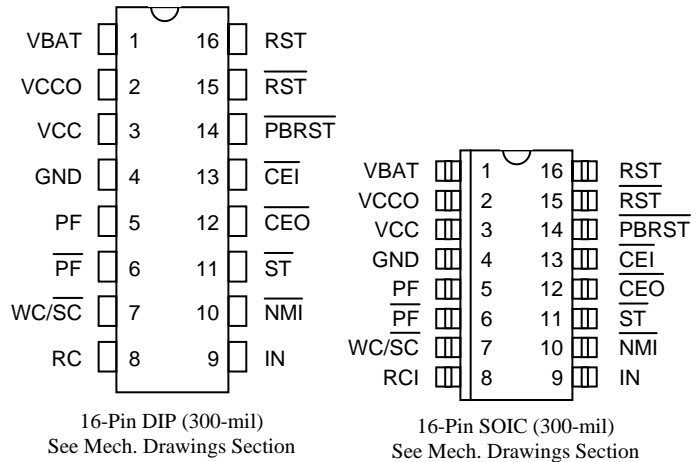 VBAT 1 16 RST
VCCO 2 15 RST
VCC 3 14 PBRST
GND 4 13 CEI
PF 5 12 CEO
PF 6 11 ST
WC/SC 7 10 NMI
RC 8 9 IN
16-Pin DIP (300-mil)
See Mech. Drawings Section
VBAT 1 16 RST
VCCO 2 15 RST
VCC 3 14 PBRST
GND 4 13 CEI
PF 5 12 CEO
PF 6 11 ST
WC/SC 7 10 NMI
RCI 8 9 IN
16-Pin SOIC (300-mil)
See Mech. Drawings Section